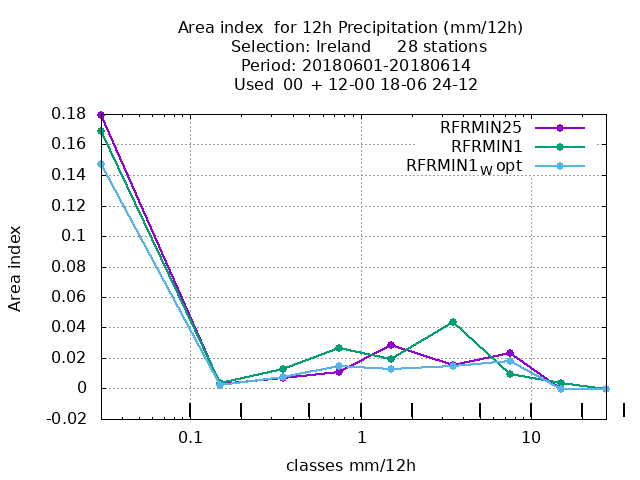 Area index  for 12h Precipitation (mm/12h)
Selection: Ireland     28 stations
Period: 20180601-20180614
Used  00  + 12-00 18-06 24-12
RFRMIN25
RFRMIN1
RFRMIN1W opt
0.18
0.16
0.14
0.12
0.1
0.08
0.06
0.04
0.02
0
-0.02
Area index
0.1
1
10
classes mm/12h